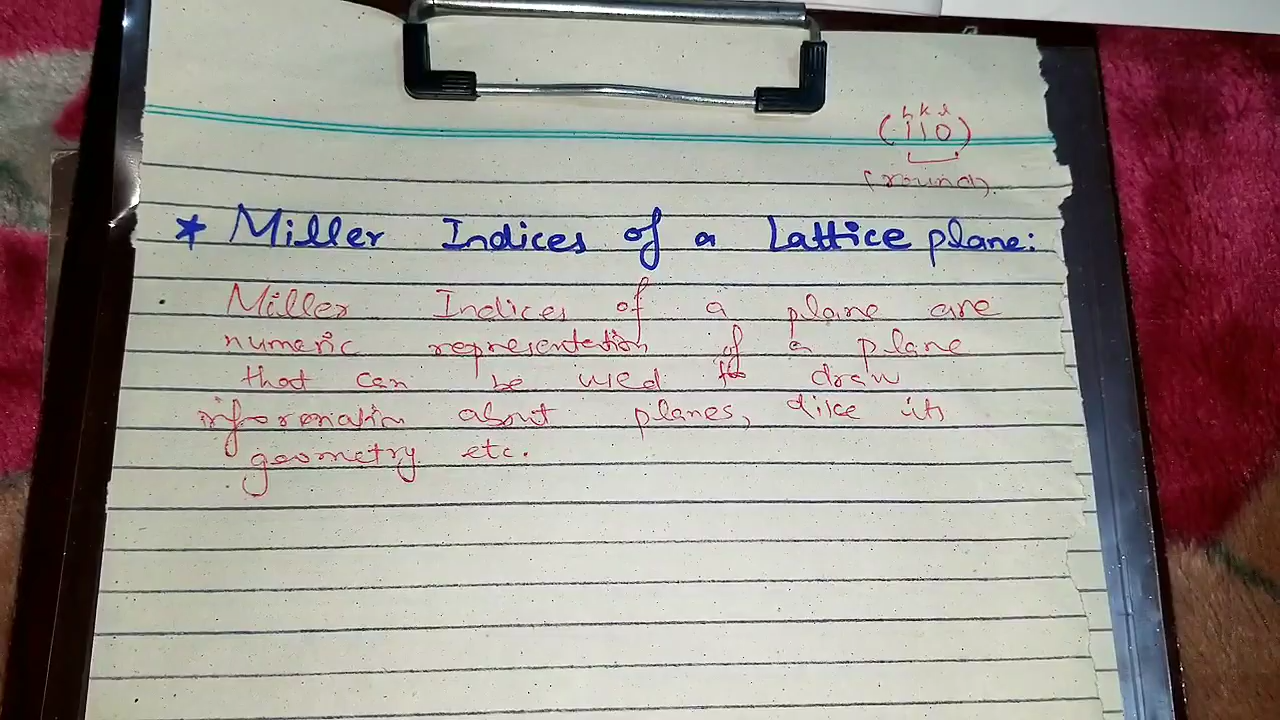 h k l
(110)
(round).
* Miller Indices of a Lattice plane:
. Miller Indices of a plane are
numeric representation of a plane
that can be used to draw
information about planes, like its
geometry etc.